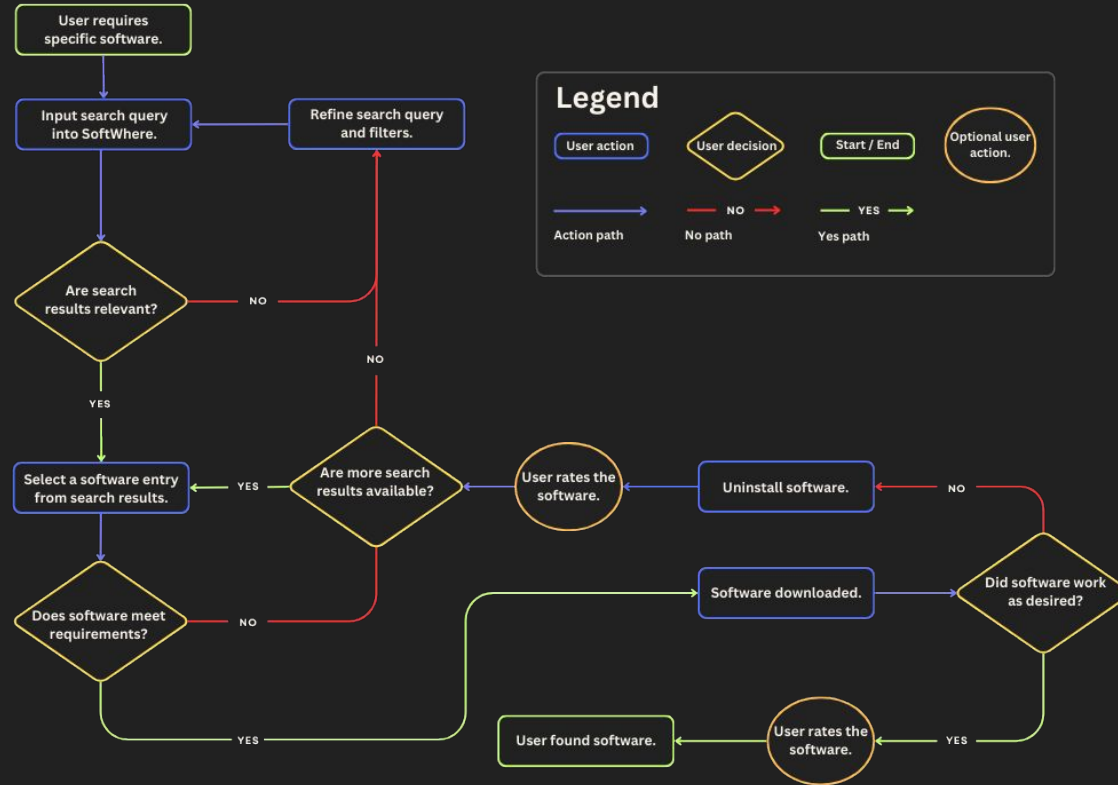 User requires
specific software.
Input search query
into SoftWhere.
Refine search query
and filters.
Legend
User action
User decision
Start / End
Optional user
action.
NO
YES
Action path
No path
Yes path
Are search
results relevant?
NO
NO
YES
Select a software entry
from search results.
YES
Are more search
results available?
User rates the
software.
Uninstall software.
NO
Does software meet
requirements?
NO
Software downloaded.
Did software work
as desired?
YES
User found software.
User rates the
software.
YES